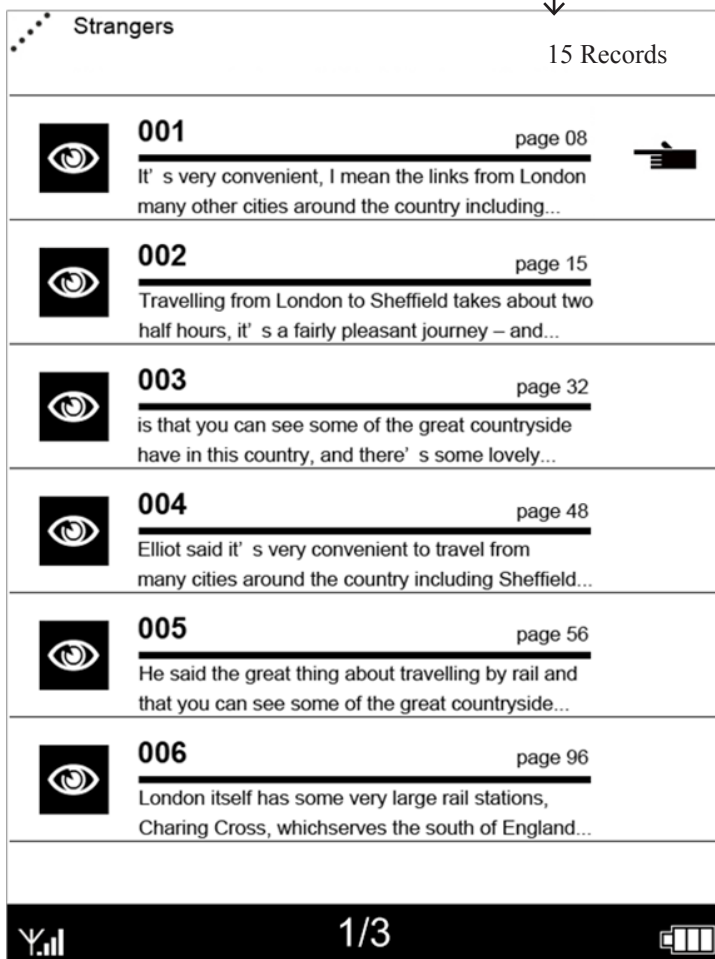 Strangers
15 Records
001
page 08
It' s very convenient, I mean the links from London
many other cities around the country including...
002
page 15
Travelling from London to Sheffield takes about two
half hours, it' s a fairly pleasant journey – and...
003
page 32
is that you can see some of the great countryside
have in this country, and there' s some lovely...
004
page 48
Elliot said it' s very convenient to travel from
many cities around the country including Sheffield...
005
page 56
He said the great thing about travelling by rail and
that you can see some of the great countryside...
006
page 96
London itself has some very large rail stations,
Charing Cross, whichserves the south of England...
1/3